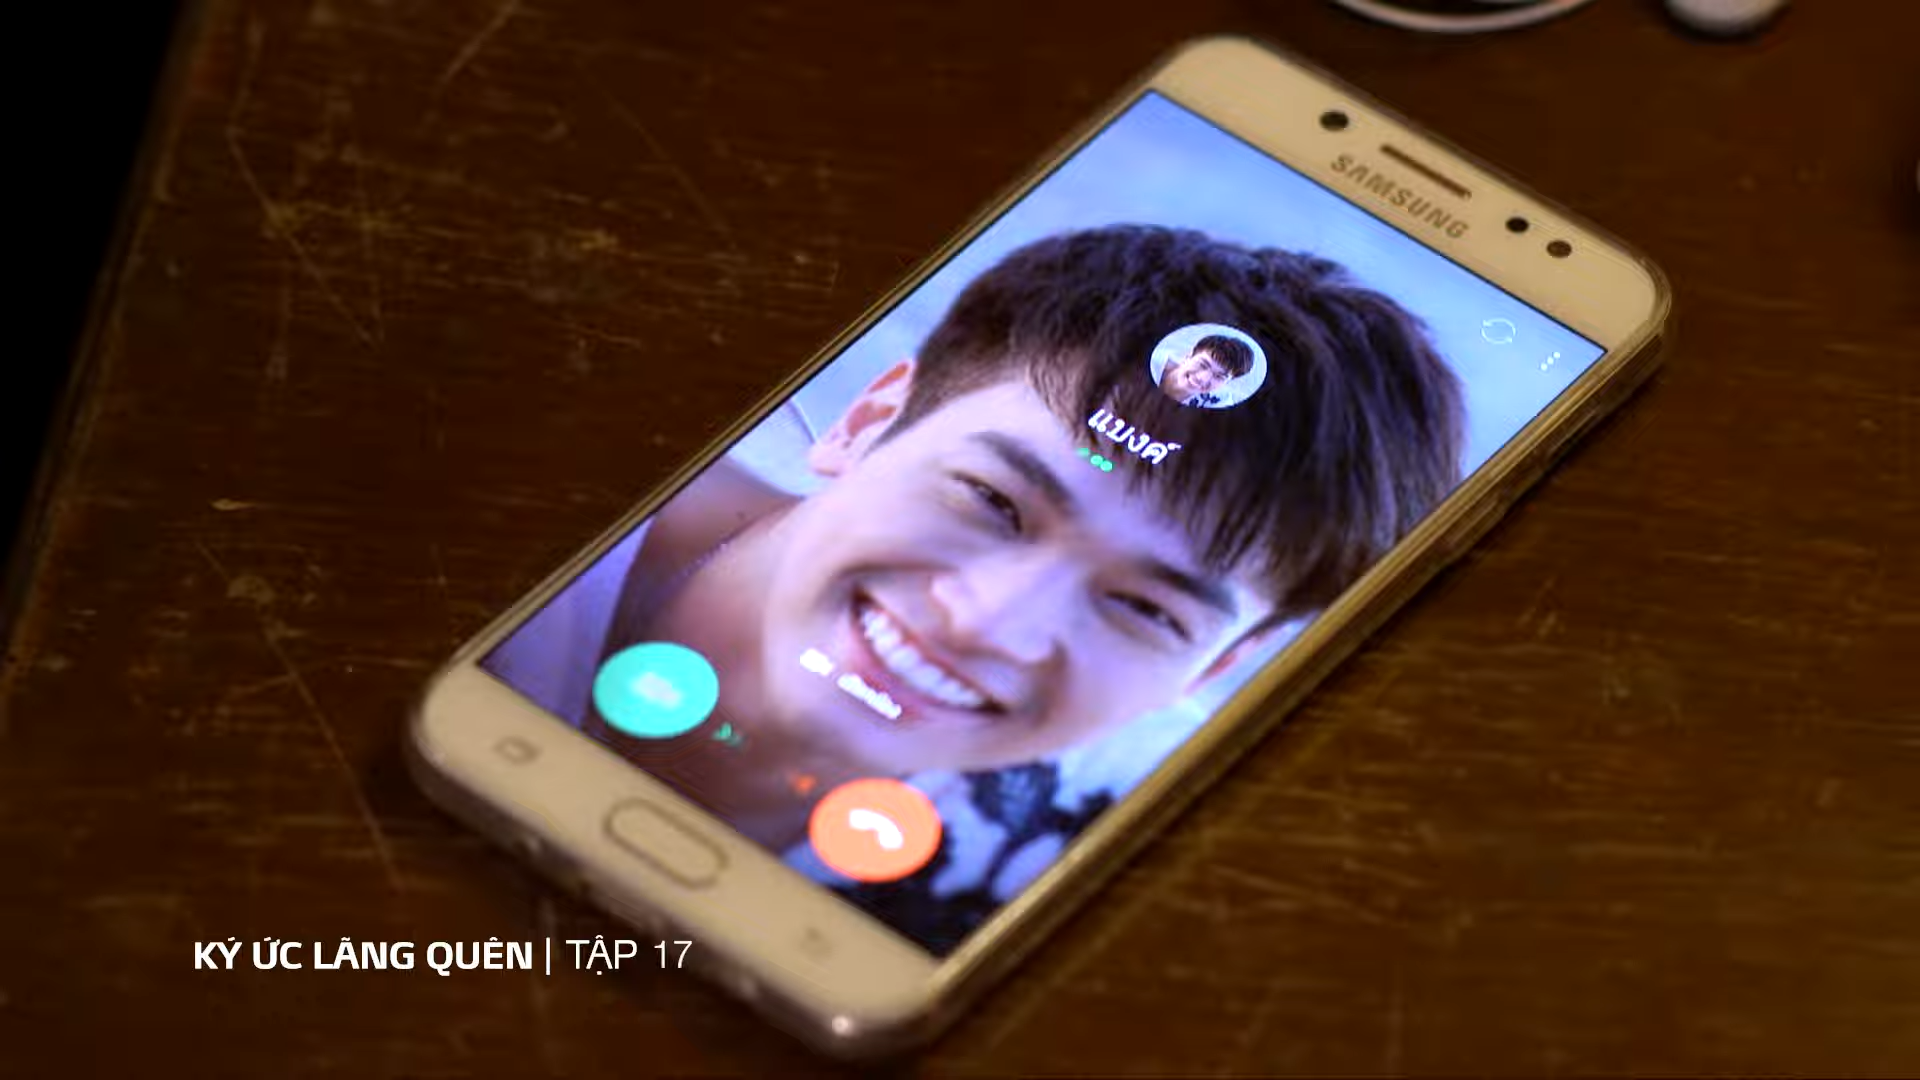 SAMSUNG
แบงค์
KÝ ỨC LÃNG QUÊN | TẬP 17